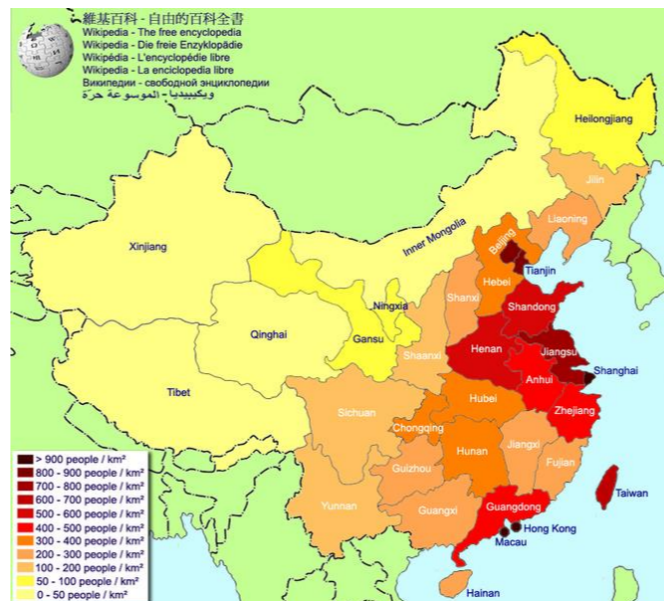 維基百科 - 自由的百科全書
Wikipedia - The free encyclopedia
Wikipedia - Die freie Enzyklopädie
Wikipédia - L'encyclopédie libre
Wikipedia - La enciclopedia libre
Википедии - свободной энциклопедии
ويكيبيديا - الموسوعة حرّة
Heilongjiang
Jilin
Liaoning
Inner Mongolia
Xinjiang
Beijing
Tianjin
Hebei
Ningxia
Shanxi
Shandong
Qinghai
Gansu
Shaanxi
Henan
Jiangsu
Shanghai
Anhui
Tibet
Hubei
Zhejiang
Sichuan
Chongqing
Hunan
Jiangxi
Guizhou
Fujian
Yunnan
Guangxi
Guangdong
Taiwan
Hong Kong
Macau
Hainan
> 900 people / km²
800 - 900 people / km²
700 - 800 people / km²
600 - 700 people / km²
500 - 600 people / km²
400 - 500 people / km²
300 - 400 people / km²
200 - 300 people / km²
100 - 200 people / km²
50 - 100 people / km²
0 - 50 people / km²